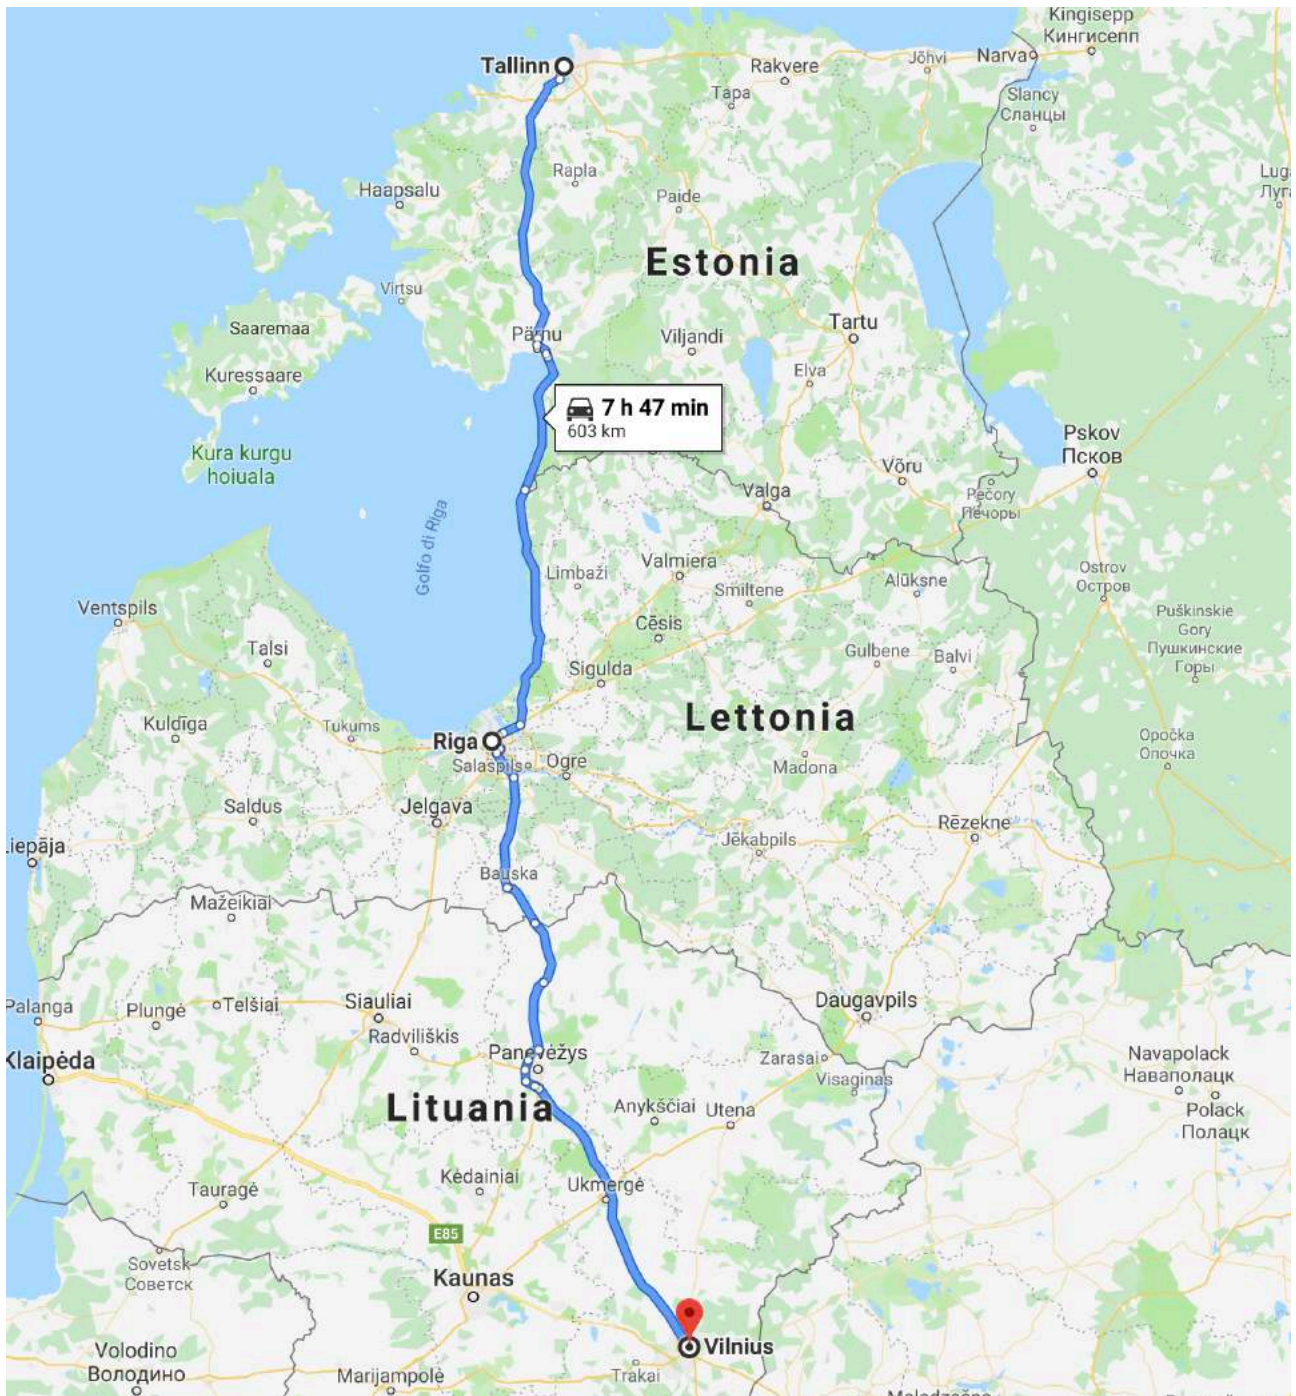 Kingisepp
Кингисепп
Tallinn
Rakvere
Jõhvi
Narva
Tapa
Slancy
Сланцы
Haapsalu
Rapla
Paide
Luga
Estonia
Virtsu
Saaremaa
Pärnu
Viljandi
Tartu
Kuressaare
Elva
7 h 47 min
603 km
Kura kurgu
hoiuala
Pskov
Псков
Võru
Valga
Pečory
Печоры
Golfo di Riga
Limbaži
Valmiera
Smiltene
Alūksne
Ostrov
Остров
Ventspils
Talsi
Cēsis
Puškinskie
Gory
Пушкинские
Горы
Gulbene
Balvi
Sigulda
Kuldīga
Tukums
Lettonia
Riga
Salaspils
Ogre
Madona
Opočka
Опочка
Saldus
Jelgava
Jēkabpils
Rēzekne
Liepāja
Bauska
Mažeikiai
Palanga
Plungė
Telšiai
Siauliai
Daugavpils
Radviliškis
Panevėžys
Zarasai
Visaginas
Navapolack
Наваполацк
Klaipėda
Lituania
Anykščiai
Utena
Polack
Полацк
Tauragė
Kėdainiai
Ukmergė
E85
Sovetsk
Советск
Kaunas
Vilnius
Volodino
Володино
Marijampolė
Trakai